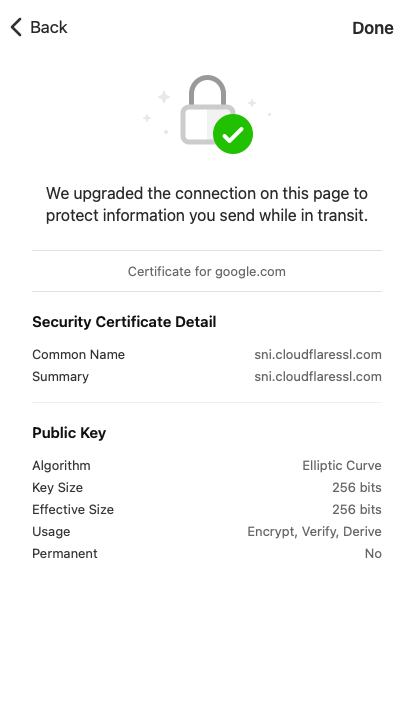 Back
Done
We upgraded the connection on this page to
protect information you send while in transit.
Certificate for google.com
Security Certificate Detail
Common Name sni.cloudflaressl.com
Summary sni.cloudflaressl.com
Public Key
Algorithm Elliptic Curve
Key Size 256 bits
Effective Size 256 bits
Usage Encrypt, Verify, Derive
Permanent No